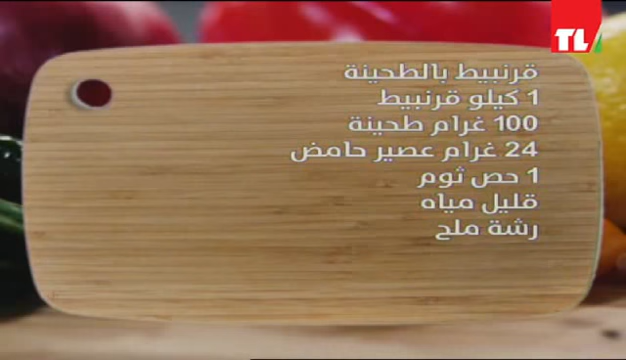 TL
قرنبيط بالطحينة
1 كيلو قرنبيط
100 غرام طحينة
24 غرام عصير حامض
1 حص ثوم
قليل مياه
رشة ملح